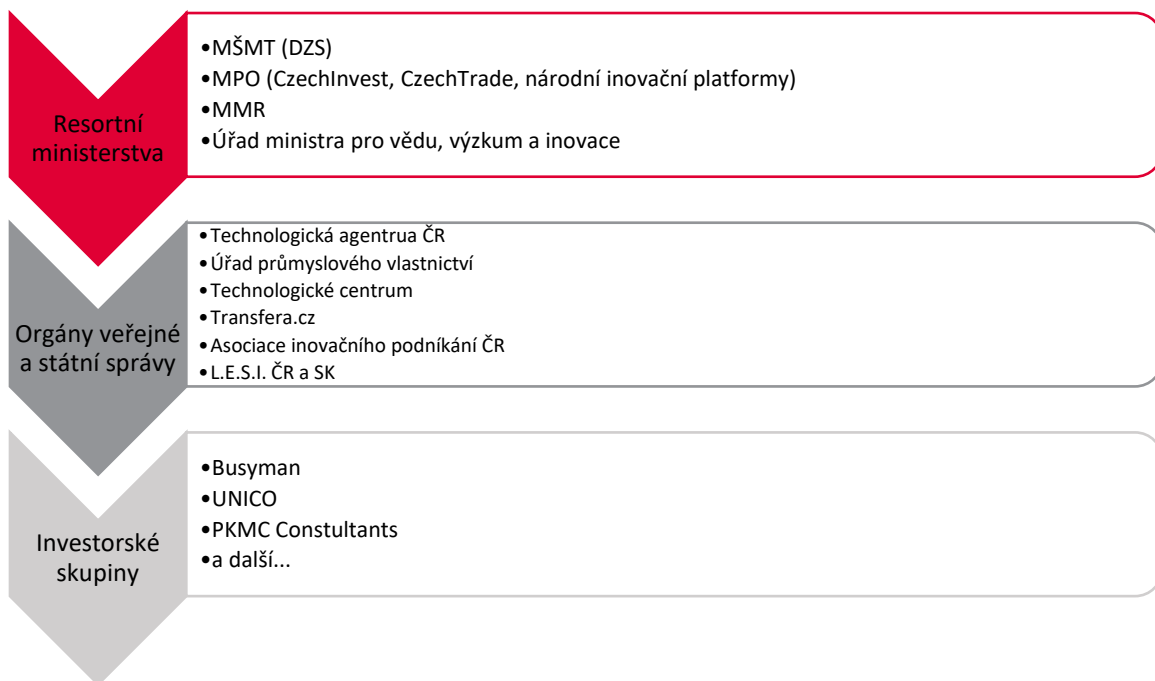 Resortní
ministerstva
•MŠMT (DZS)
•MPO (CzechInvest, CzechTrade, národní inovační platformy)
•MMR
•Úřad ministra pro vědu, výzkum a inovace
Orgány veřejné
a státní správy
•Technologická agentrua ČR
•Úřad průmyslového vlastnictví
•Technologické centrum
•Transfera.cz
•Asociace inovačního podníkání ČR
•L.E.S.I. ČR a SK
Investorské
skupiny
•Busyman
•UNICO
•PKMC Constultants
•a další...